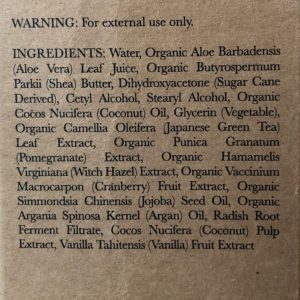 WARNING: For external use only.
INGREDIENTS: Water, Organic Aloe Barbadensis
(Aloe Vera) Leaf Juice, Organic Butyrospermum
Parkii (Shea) Butter, Dihydroxyacetone (Sugar Cane
Derived), Cetyl Alcohol, Stearyl Alcohol, Organic
Cocos Nucifera (Coconut) Oil, Glycerin (Vegetable),
Organic Camellia Oleifera (Japanese Green Tea)
Leaf Extract, Organic Punica Granatum
(Pomegranate) Extract, Organic Hamamelis
Virginiana (Witch Hazel) Extract, Organic Vaccinium
Macrocarpon (Cranberry) Fruit Extract, Organic
Simmondsia Chinensis (Jojoba) Seed Oil, Organic
Argania Spinosa Kernel (Argan) Oil, Radish Root
Ferment Filtrate, Cocos Nucifera (Coconut) Pulp
Extract, Vanilla Tahitensis (Vanilla) Fruit Extract